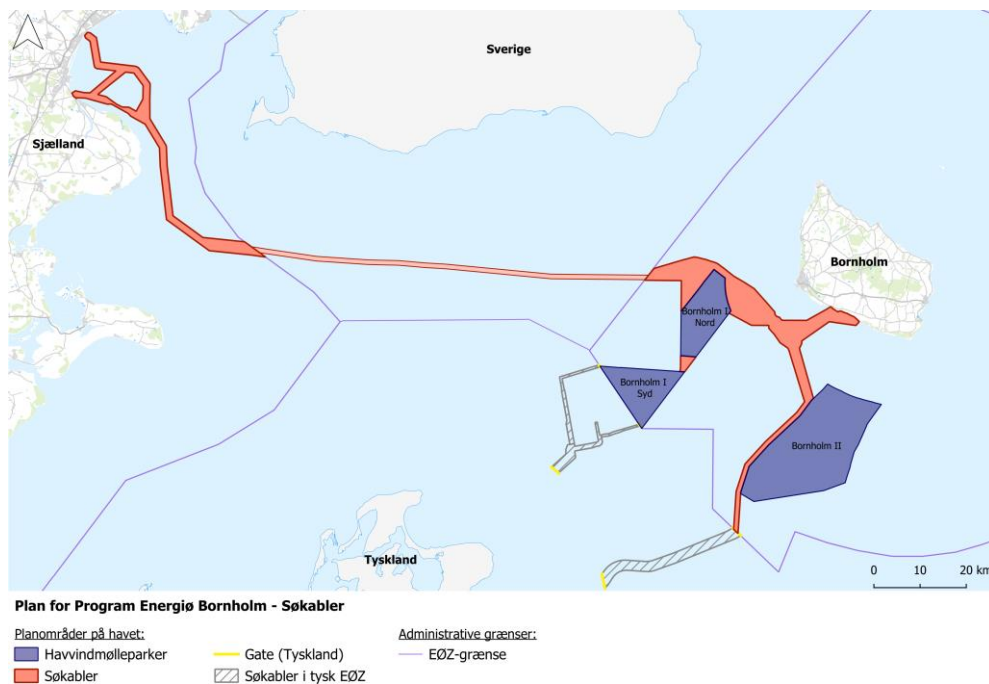 Sverige
Sjælland
Bornholm
Bornholm I
Nord
Bornholm I
Syd
Bornholm II
Tyskland
0 10 20 km
Plan for Program Energiø Bornholm - Søkabler
Planområder på havet:
Havvindmølleparker
Søkabler
Gate (Tyskland)
Søkabler i tysk EØZ
Administrative grænser:
EØZ-grænse